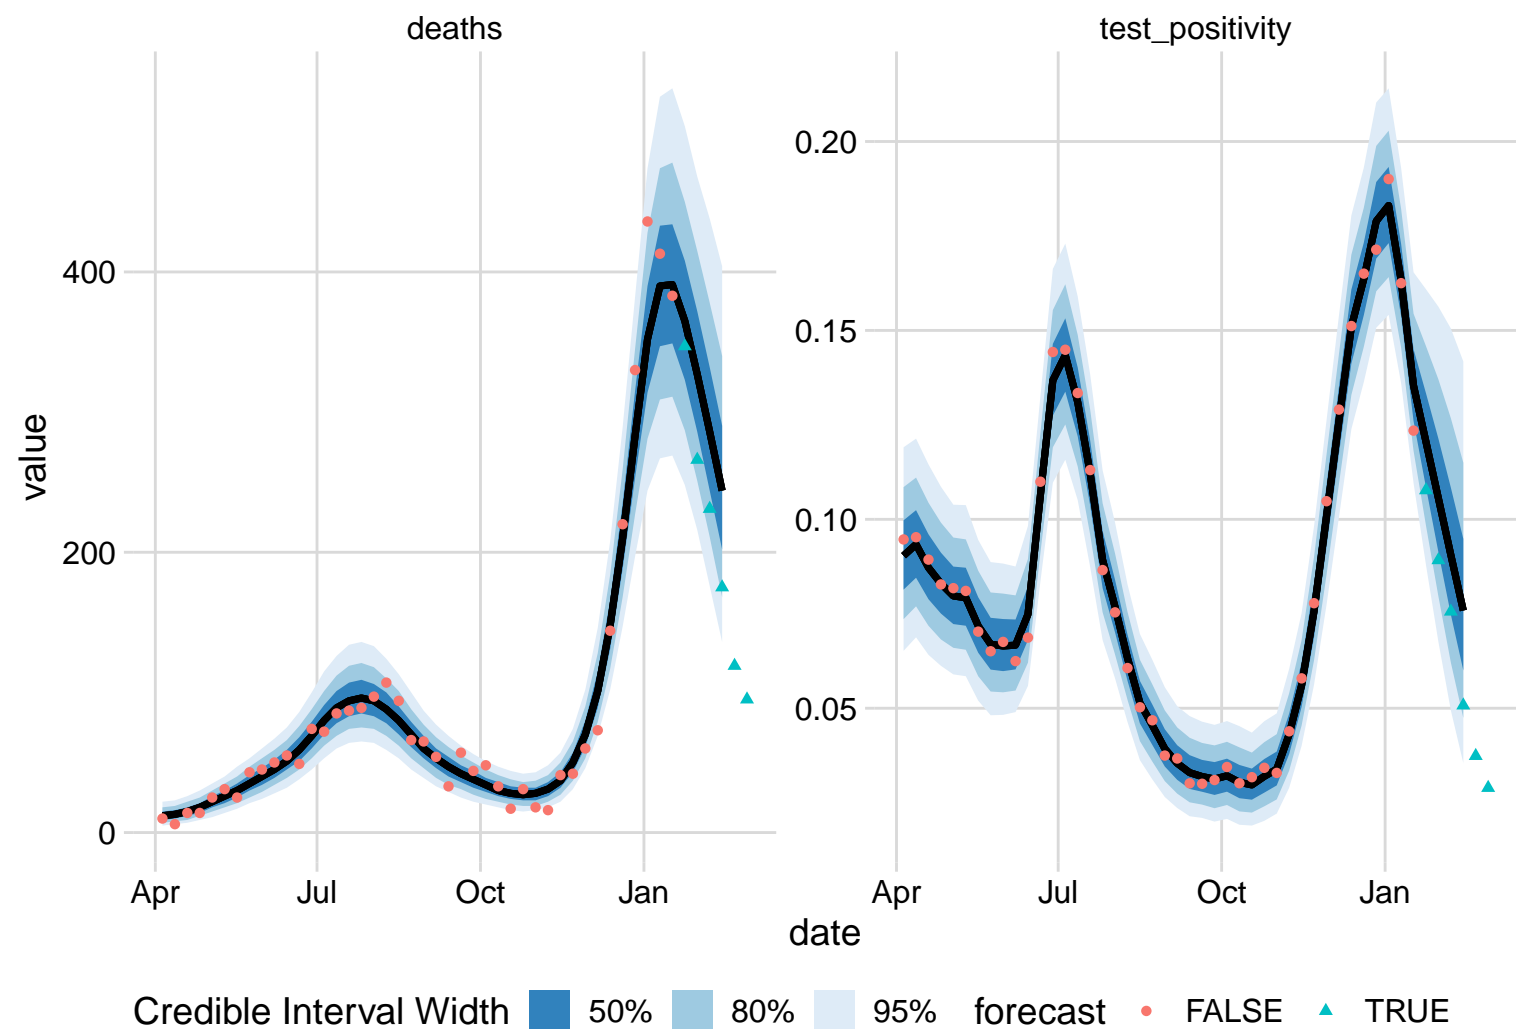 deaths
test_positivity
value
400
200
0
0.20
0.15
0.10
0.05
Apr Jul Oct Jan
Apr Jul Oct Jan
date
Credible Interval Width 50% 80% 95% forecast FALSE TRUE